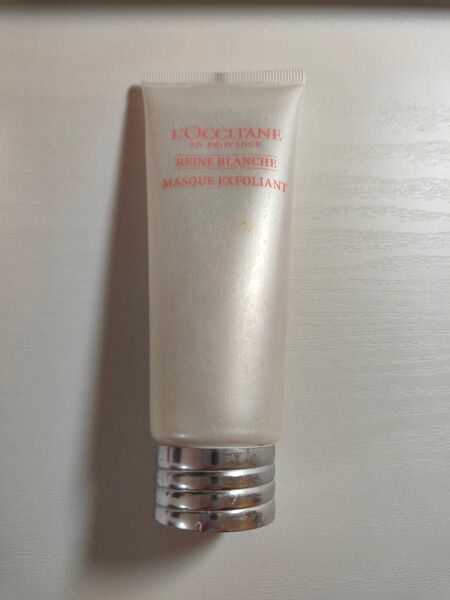 L'OCCITANE
EN PROVENCE
REINE BLANCHE
MASQUE EXFOLIANT